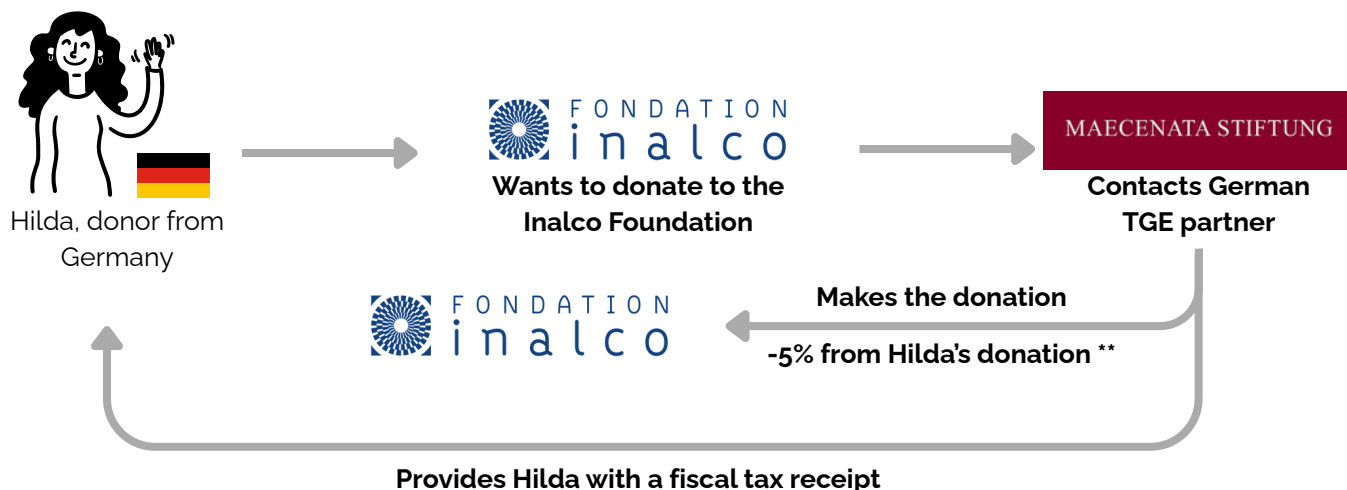 FONDATION
inalco
MAECENATA STIFTUNG
Wants to donate to the
Inalco Foundation
Contacts German
TGE partner
Hilda, donor from
Germany
Makes the donation
FONDATION
inalco
-5% from Hilda's donation **
Provides Hilda with a fiscal tax receipt